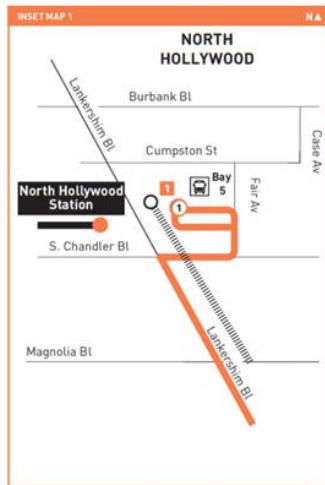 INSET MAP 1
N
NORTH
HOLLYWOOD
Lankershim Bl
Burbank Bl
Case Av
Cumpston St
North Hollywood
Station
1
Bay
5
1
Fair Av
S. Chandler Bl
Magnolia Bl
Lankershim Bl